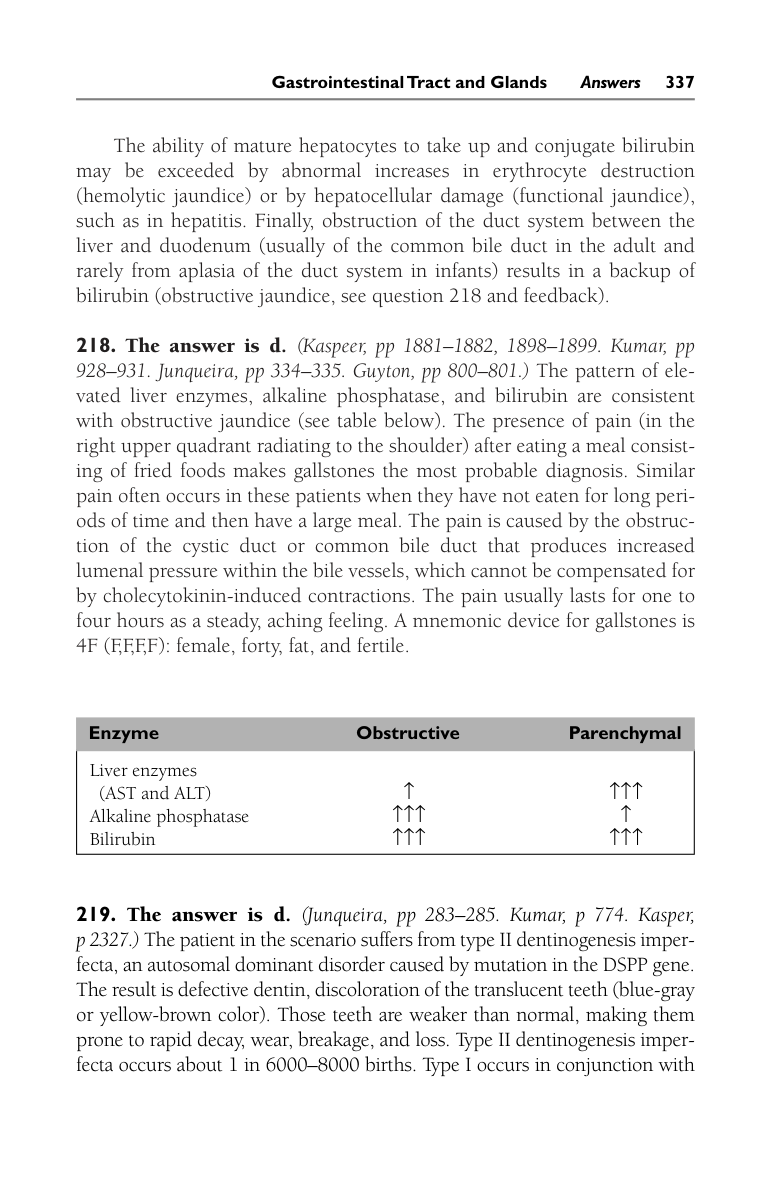 Gastrointestinal Tract and Glands Answers 337
The ability of mature hepatocytes to take up and conjugate bilirubin
may be exceeded by abnormal increases in erythrocyte destruction
(hemolytic jaundice) or by hepatocellular damage (functional jaundice),
such as in hepatitis. Finally, obstruction of the duct system between the
liver and duodenum (usually of the common bile duct in the adult and
rarely from aplasia of the duct system in infants) results in a backup of
bilirubin (obstructive jaundice, see question 218 and feedback).
218. The answer is d. (Kaspeer, pp 1881–1882, 1898–1899. Kumar, pp
928–931. Junqueira, pp 334–335. Guyton, pp 800–801.) The pattern of ele-
vated liver enzymes, alkaline phosphatase, and bilirubin are consistent
with obstructive jaundice (see table below). The presence of pain (in the
right upper quadrant radiating to the shoulder) after eating a meal consist-
ing of fried foods makes gallstones the most probable diagnosis. Similar
pain often occurs in these patients when they have not eaten for long peri-
ods of time and then have a large meal. The pain is caused by the obstruc-
tion of the cystic duct or common bile duct that produces increased
lumenal pressure within the bile vessels, which cannot be compensated for
by cholecytokinin-induced contractions. The pain usually lasts for one to
four hours as a steady, aching feeling. A mnemonic device for gallstones is
4F (F,F,F,F): female, forty, fat, and fertile.
Enzyme Obstructive Parenchymal
Liver enzymes
(AST and ALT) ↑ ↑↑↑
Alkaline phosphatase ↑↑↑ ↑
Bilirubin ↑↑↑ ↑↑↑
219. The answer is d. (Junqueira, pp 283–285. Kumar, p 774. Kasper,
p 2327.) The patient in the scenario suffers from type II dentinogenesis imper-
fecta, an autosomal dominant disorder caused by mutation in the DSPP gene.
The result is defective dentin, discoloration of the translucent teeth (blue-gray
or yellow-brown color). Those teeth are weaker than normal, making them
prone to rapid decay, wear, breakage, and loss. Type II dentinogenesis imper-
fecta occurs about 1 in 6000–8000 births. Type I occurs in conjunction with